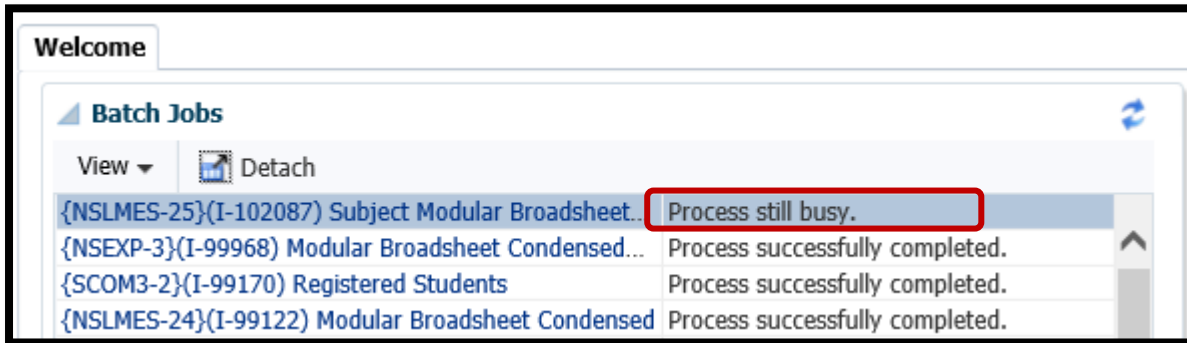 Welcome
Batch Jobs
View Detach
{NSLMES-25}(I-102087) Subject Modular Broadsheet... Process still busy.
{NSEXP-3}(I-99968) Modular Broadsheet Condensed... Process successfully completed.
{SCOM3-2}(I-99170) Registered Students Process successfully completed.
{NSLMES-24}(I-99122) Modular Broadsheet Condensed Process successfully completed.